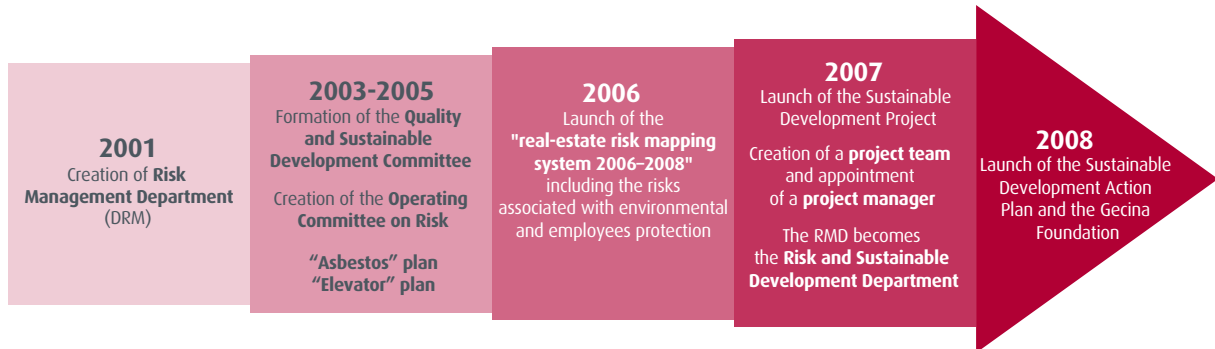 2001
Creation of Risk
Management Department
(DRM)
2003-2005
Formation of the Quality
and Sustainable
Development Committee
Creation of the Operating
Committee on Risk
“Asbestos” plan
“Elevator” plan
2006
Launch of the
"real-estate risk mapping
system 2006–2008"
including the risks
associated with environmental
and employees protection
2007
Launch of the Sustainable
Development Project
Creation of a project team
and appointment
of a project manager
The RMD becomes
the Risk and Sustainable
Development Department
2008
Launch of the Sustainable
Development Action
Plan and the Gecina
Foundation